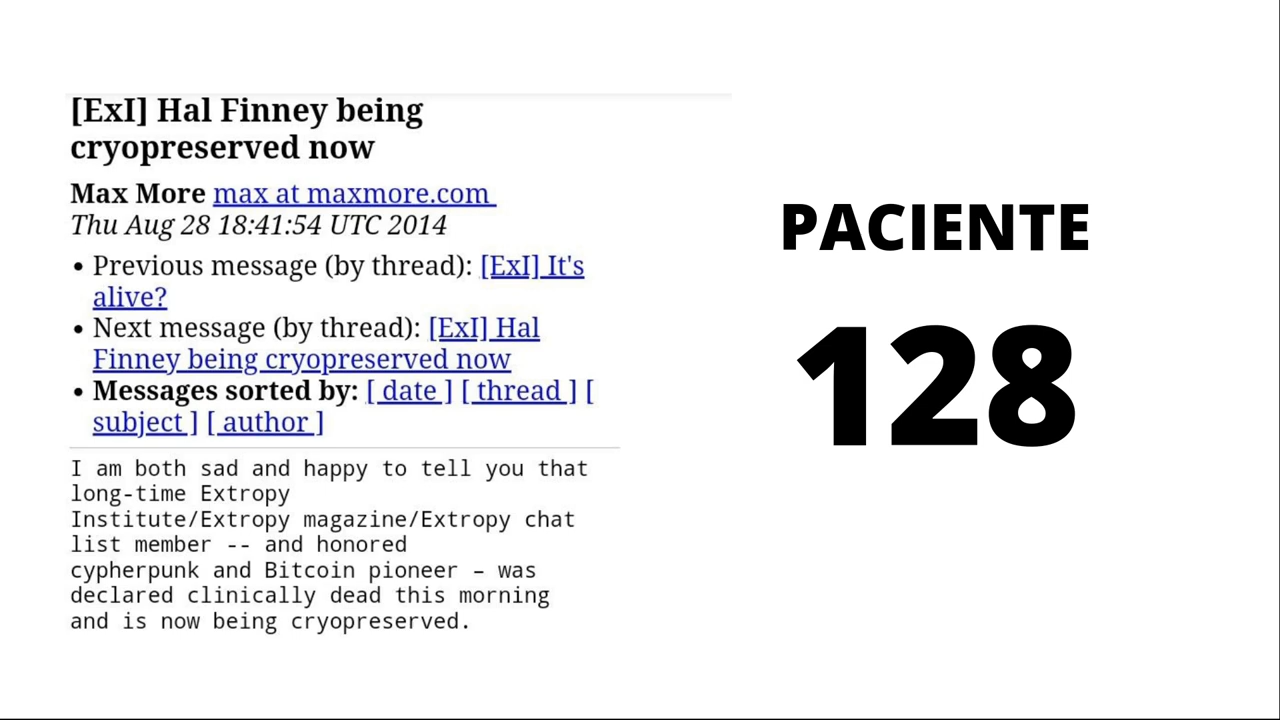 [ExI] Hal Finney being
cryopreserved now
Max More max at maxmore.com
Thu Aug 28 18:41:54 UTC 2014
• Previous message (by thread): [ExI] It's
alive?
• Next message (by thread): [ExI] Hal
Finney being cryopreserved now
• Messages sorted by: [ date ] [ thread ] [
subject ] [ author ]
I am both sad and happy to tell you that
long-time Extropy
Institute/Extropy magazine/Extropy chat
list member -- and honored
cypherpunk and Bitcoin pioneer – was
declared clinically dead this morning
and is now being cryopreserved.
PACIENTE
128